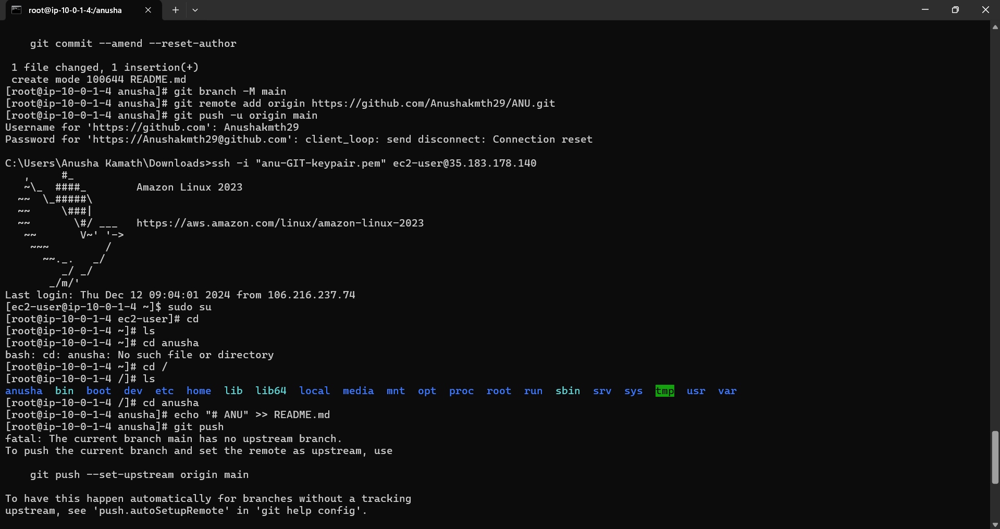 root@ip-10-0-1-4:/anusha
git commit --amend --reset-author
1 file changed, 1 insertion(+)
create mode 100644 README.md
[root@ip-10-0-1-4 anusha]# git branch -M main
[root@ip-10-0-1-4 anusha]# git remote add origin https://github.com/Anushakmth29/ANU.git
[root@ip-10-0-1-4 anusha]# git push -u origin main
Username for 'https://github.com': Anushakmth29
Password for 'https://Anushakmth29@github.com': client_loop: send disconnect: Connection reset
C:\Users\Anusha Kamath\Downloads>ssh -i "anu-GIT-keypair.pem" ec2-user@35.183.178.140
   ,     #_
   ~\_  ####_        Amazon Linux 2023
  ~~  \_#####\
  ~~     \###|
  ~~       \#/ ___   https://aws.amazon.com/linux/amazon-linux-2023
   ~~       V~' '->
    ~~~         /
      ~~._.   _/
         _/ _/
       _/m/'
Last login: Thu Dec 12 09:04:01 2024 from 106.216.237.74
[ec2-user@ip-10-0-1-4 ~]$ sudo su
[root@ip-10-0-1-4 ec2-user]# cd
[root@ip-10-0-1-4 ~]# ls
[root@ip-10-0-1-4 ~]# cd anusha
bash: cd: anusha: No such file or directory
[root@ip-10-0-1-4 ~]# cd /
[root@ip-10-0-1-4 /]# ls
anusha  bin  boot  dev  etc  home  lib  lib64  local  media  mnt  opt  proc  root  run  sbin  srv  sys  tmp  usr  var
[root@ip-10-0-1-4 /]# cd anusha
[root@ip-10-0-1-4 anusha]# echo "# ANU" >> README.md
[root@ip-10-0-1-4 anusha]# git push
fatal: The current branch main has no upstream branch.
To push the current branch and set the remote as upstream, use
git push --set-upstream origin main
To have this happen automatically for branches without a tracking
upstream, see 'push.autoSetupRemote' in 'git help config'.